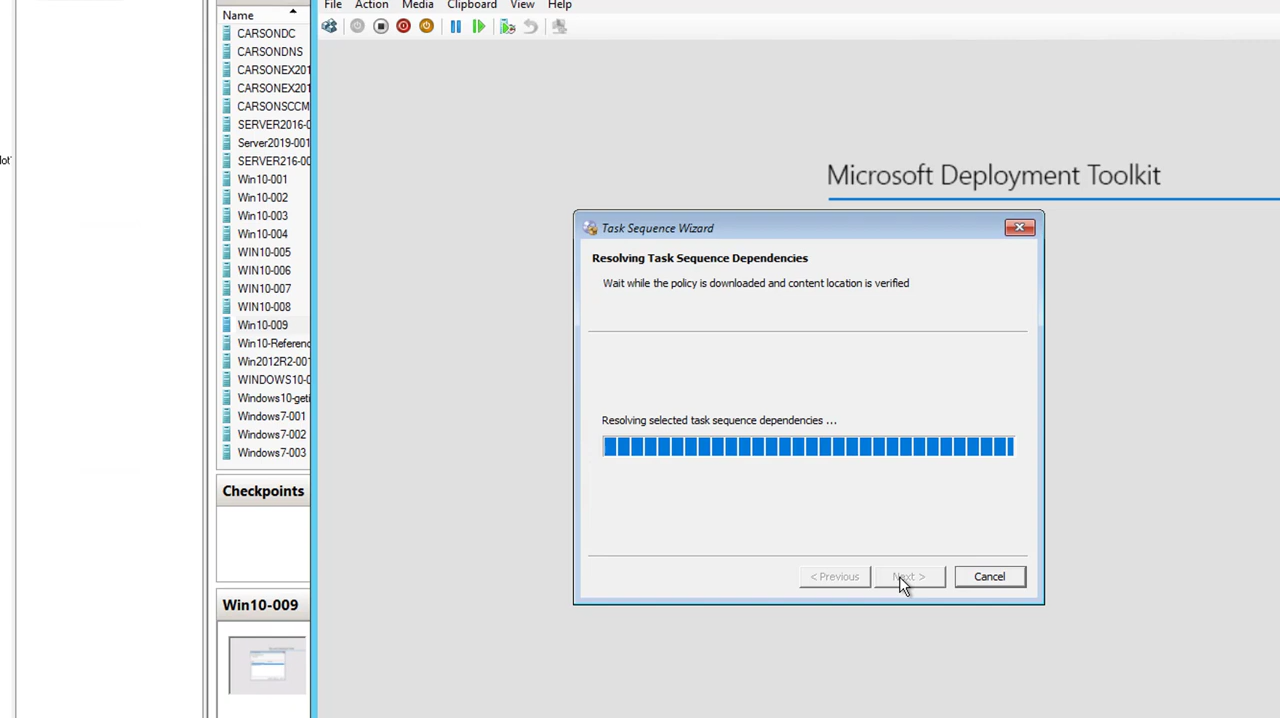 File Action Media Clipboard View Help
Name
CARSONDC
CARSONDNS
CARSONEX201
CARSONEX201
CARSONSCCM
SERVER2016-0
Server2019-001
SERVER216-00
Win10-001
Win10-002
Win10-003
Win10-004
WIN10-005
WIN10-006
WIN10-007
WIN10-008
Win10-009
Win10-Referenc
Win2012R2-001
WINDOWS10-0
Windows10-geti
Windows7-001
Windows7-002
Windows7-003
Checkpoints
Win10-009
Microsoft Deployment Toolkit
Task Sequence Wizard
Resolving Task Sequence Dependencies
Wait while the policy is downloaded and content location is verified
Resolving selected task sequence dependencies ...
< Previous Next > Cancel